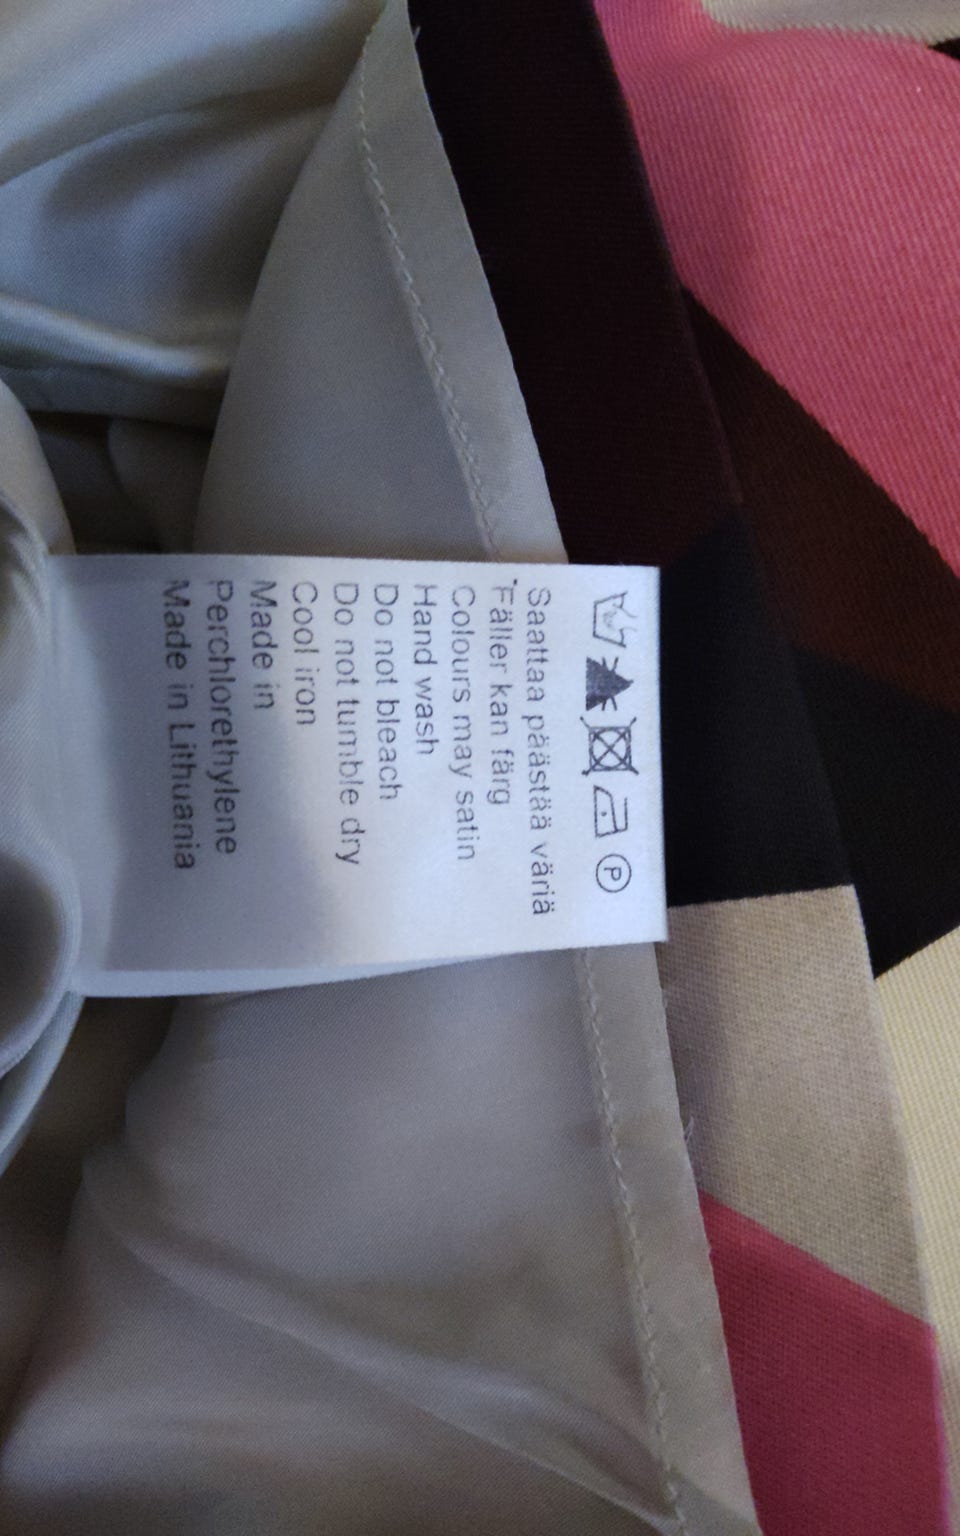 P
Saattaa päästää väriä
Fäller kan färg
Colours may satin
Hand wash
Do not bleach
Do not tumble dry
Cool iron
Made in
Perchlorethylene
Made in Lithuania